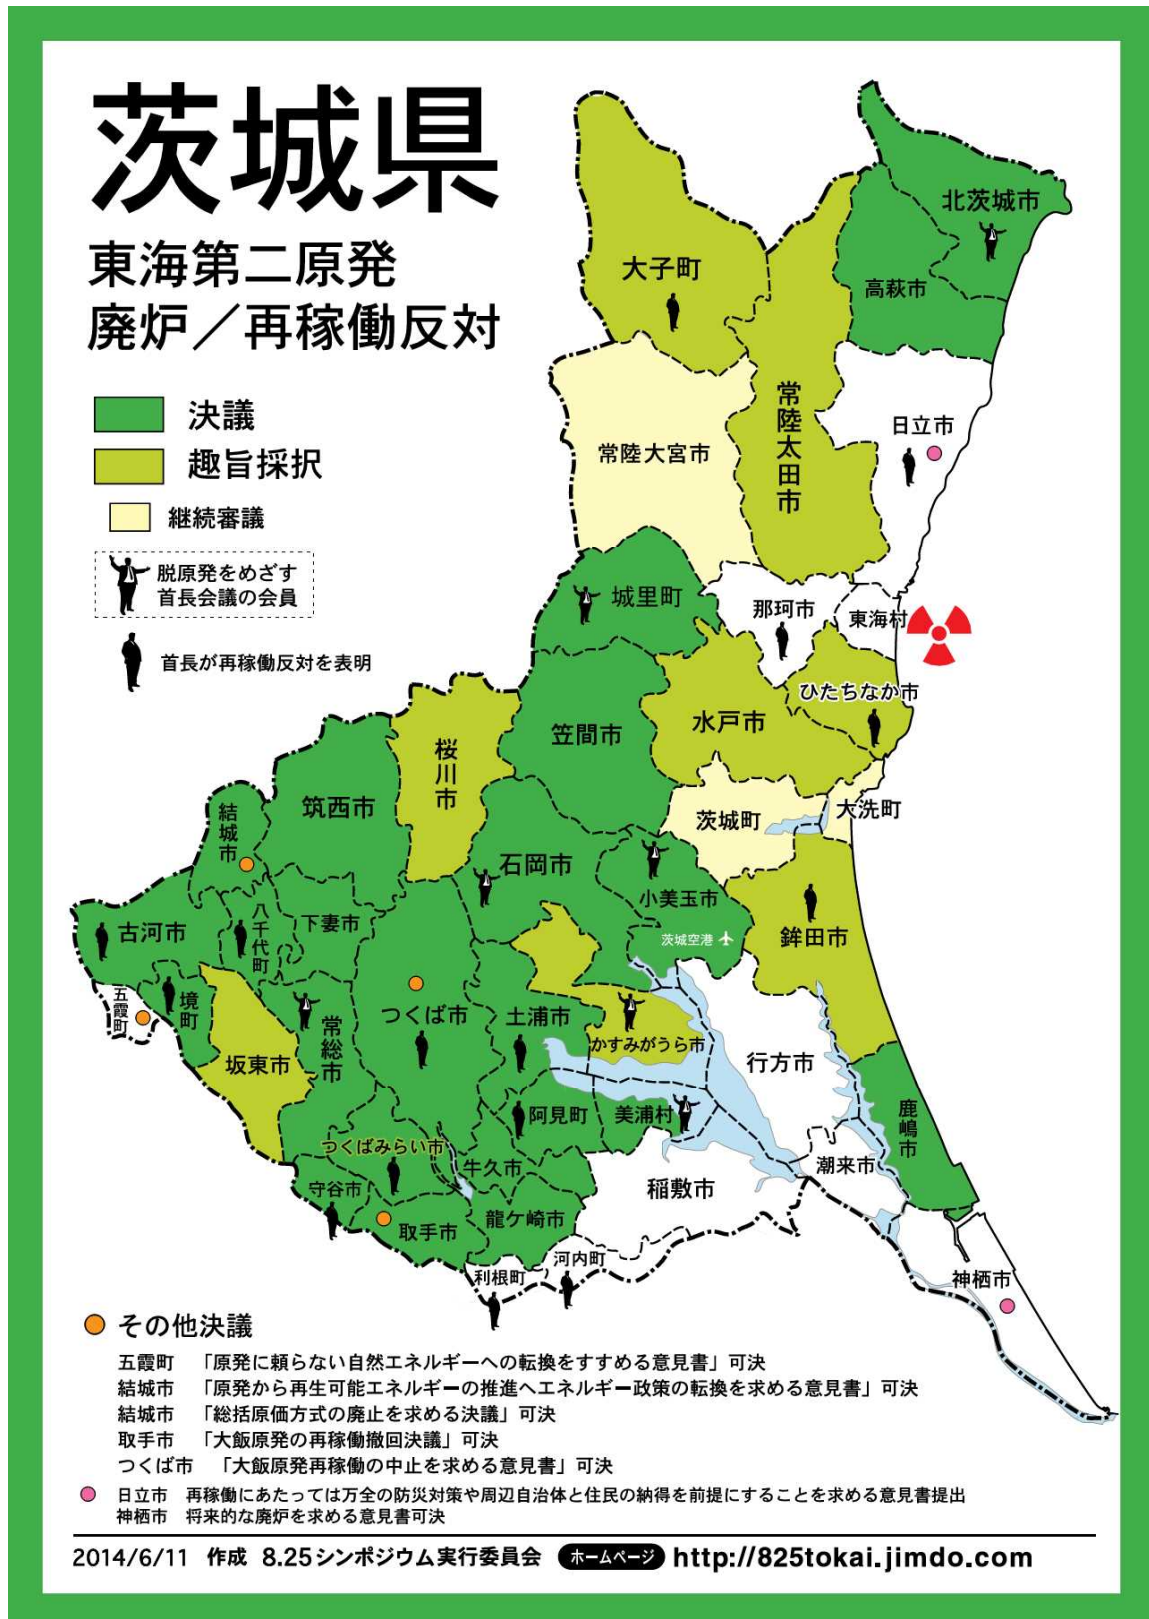 茨城県
東海第二原発
廃炉／再稼働反対
決議
趣旨採択
継続審議
脱原発をめざす
首長会議の会員
首長が再稼働反対を表明
北茨城市
高萩市
大子町
常陸太田市
日立市
常陸大宮市
城里町
那珂市
東海村
ひたちなか市
水戸市
笠間市
桜川市
筑西市
結城市
茨城町
大洗町
石岡市
小美玉市
茨城空港
鉾田市
古河市
八千代町
下妻市
五霞町
境町
坂東市
常総市
つくば市
土浦市
かすみがうら市
行方市
鹿嶋市
阿見町
美浦村
つくばみらい市
牛久市
稲敷市
潮来市
守谷市
取手市
龍ケ崎市
利根町
河内町
神栖市
その他決議
五霞町 「原発に頼らない自然エネルギーへの転換をすすめる意見書」可決
結城市 「原発から再生可能エネルギーの推進へエネルギー政策の転換を求める意見書」可決
結城市 「総括原価方式の廃止を求める決議」可決
取手市 「大飯原発の再稼働撤回決議」可決
つくば市 「大飯原発再稼働の中止を求める意見書」可決
日立市 再稼働にあたっては万全の防災対策や周辺自治体と住民の納得を前提にすることを求める意見書提出
神栖市 将来的な廃炉を求める意見書可決
2014/6/11 作成 8.25シンポジウム実行委員会 ホームページ http://825tokai.jimdo.com